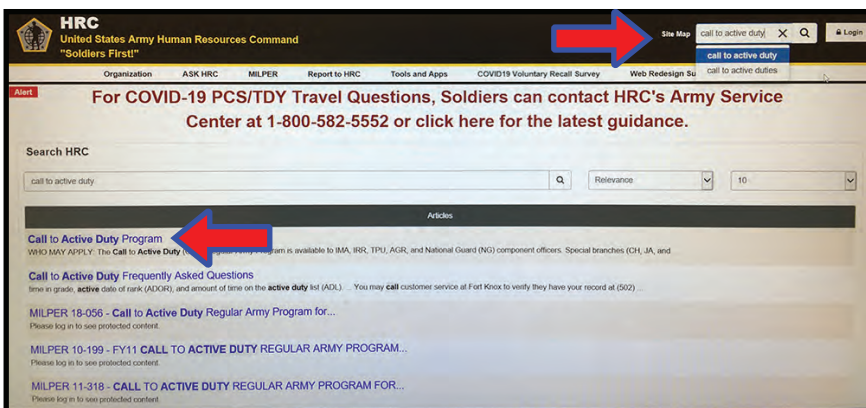 HRC
United States Army Human Resources Command
"Soldiers First!"
Site Map
call to active duty
Login
call to active duty
call to active duties
Organization ASK HRC MILPER Report to HRC Tools and Apps COVID19 Voluntary Recall Survey Web Redesign Su
Alert
For COVID-19 PCS/TDY Travel Questions, Soldiers can contact HRC's Army Service
Center at 1-800-582-5552 or click here for the latest guidance.
Search HRC
call to active duty Relevance 10
Articles
Call to Active Duty Program
WHO MAY APPLY: The Call to Active Duty is available to IMA, IRR, TPU, AGR, and National Guard (NG) component officers. Special branches (CH, JA, and
Call to Active Duty Frequently Asked Questions
time in grade, active date of rank (ADOR), and amount of time on the active duty list (ADL). ... You may call customer service at Fort Knox to verify they have your record at (502) ...
MILPER 18-056 - Call to Active Duty Regular Army Program for...
Please log in to see protected content.
MILPER 10-199 - FY11 CALL TO ACTIVE DUTY REGULAR ARMY PROGRAM...
Please log in to see protected content.
MILPER 11-318 - CALL TO ACTIVE DUTY REGULAR ARMY PROGRAM FOR...
Please log in to see protected content.